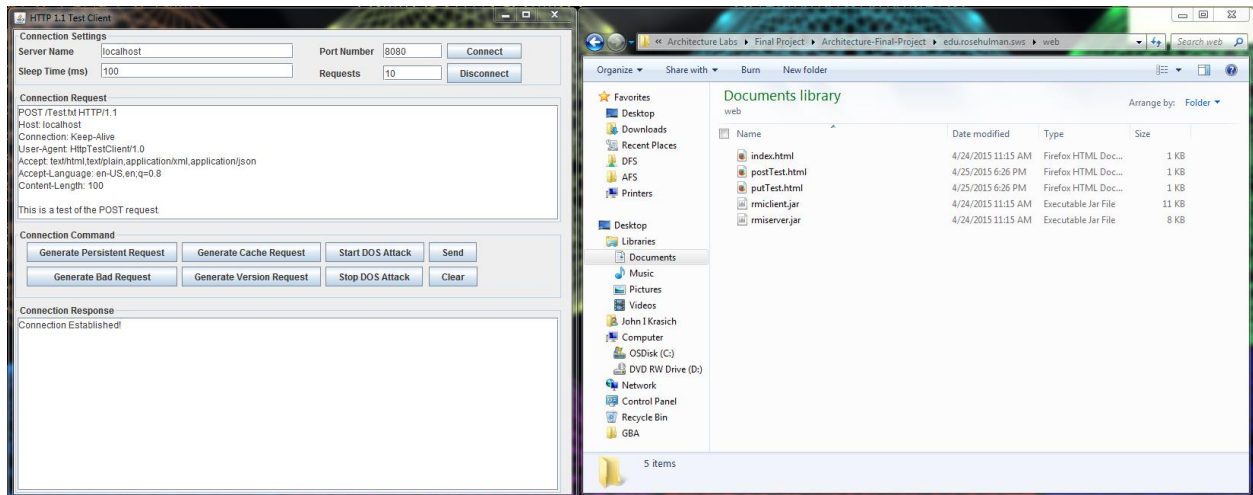 HTTP 1.1 Test Client
Connection Settings
Server Name localhost Port Number 8080 Connect
Sleep Time (ms) 100 Requests 10 Disconnect
Connection Request
POST /Test.txt HTTP/1.1
Host: localhost
Connection: Keep-Alive
User-Agent: HttpTestClient/1.0
Accept: text/html,text/plain,application/xml,application/json
Accept-Language: en-US,en;q=0.8
Content-Length: 100
This is a test of the POST request.
Connection Command
Generate Persistent Request Generate Cache Request Start DOS Attack Send
Generate Bad Request Generate Version Request Stop DOS Attack Clear
Connection Response
Connection Established!
« Architecture Labs Final Project Architecture-Final-Project edu.rosehulman.sws web Search web
Organize Share with Burn New folder
Favorites
Desktop
Downloads
Recent Places
DFS
AFS
Printers
Desktop
Libraries
Documents
Music
Pictures
Videos
John I Krasich
Computer
OSDisk (C:)
DVD RW Drive (D:)
Network
Control Panel
Recycle Bin
GBA
Documents library
web
Arrange by: Folder
Name Date modified Type Size
index.html 4/24/2015 11:15 AM Firefox HTML Doc... 1 KB
postTest.html 4/25/2015 6:26 PM Firefox HTML Doc... 1 KB
putTest.html 4/25/2015 6:26 PM Firefox HTML Doc... 1 KB
rmiclient.jar 4/24/2015 11:15 AM Executable Jar File 11 KB
rmiserver.jar 4/24/2015 11:15 AM Executable Jar File 8 KB
5 items